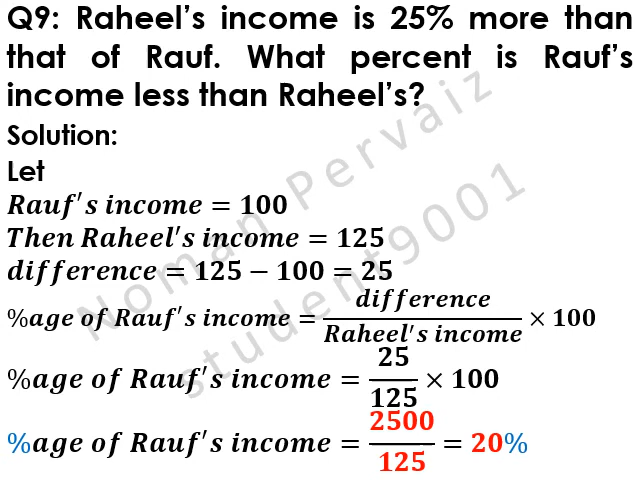 Q9: Raheel’s income is 25% more than
that of Rauf. What percent is Rauf’s
income less than Raheel’s?
Solution:
Let
Rauf's income = 100
Then Raheel's income = 125
difference = 125 − 100 = 25
%age of Rauf's income = difference / Raheel's income × 100
%age of Rauf's income = 25 / 125 × 100
%age of Rauf's income = 2500 / 125 = 20%
Noman Pervaiz
student9001